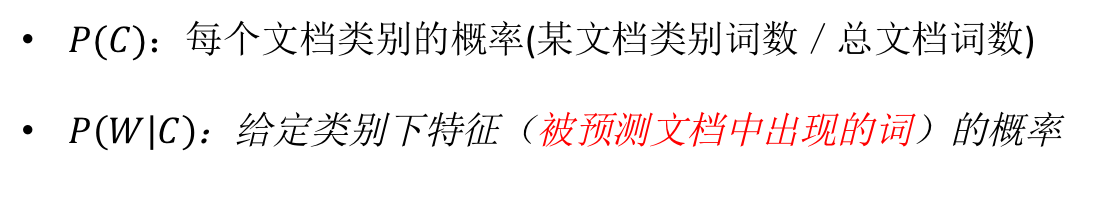 • P(C)：每个文档类别的概率(某文档类别词数／总文档词数)
• P(W|C)：给定类别下特征（被预测文档中出现的词）的概率